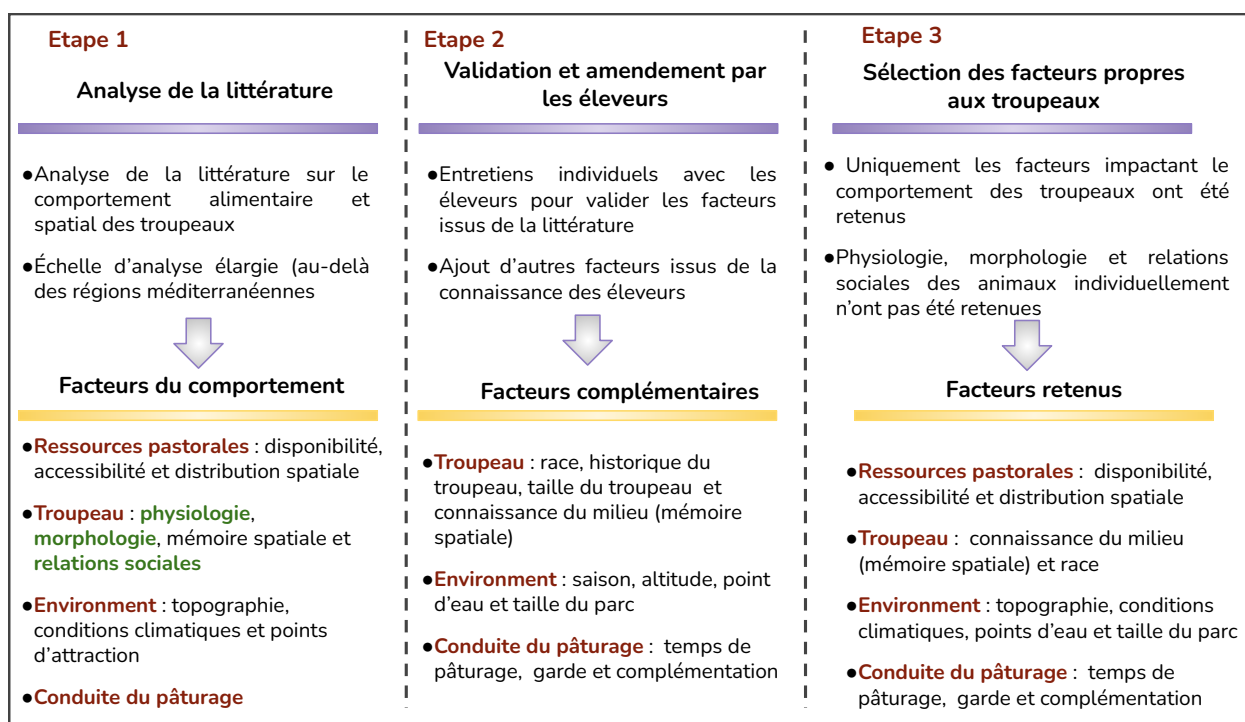 Etape 1
Analyse de la littérature
●Analyse de la littérature sur le
comportement alimentaire et
spatial des troupeaux
●Échelle d'analyse élargie (au-delà
des régions méditerranéennes
Facteurs du comportement
●Ressources pastorales : disponibilité,
accessibilité et distribution spatiale
●Troupeau : physiologie,
morphologie, mémoire spatiale et
relations sociales
●Environment : topographie,
conditions climatiques et points
d'attraction
●Conduite du pâturage
Etape 2
Validation et amendement par
les éleveurs
●Entretiens individuels avec les
éleveurs pour valider les facteurs
issus de la littérature
●Ajout d'autres facteurs issus de la
connaissance des éleveurs
Facteurs complémentaires
●Troupeau : race, historique du
troupeau, taille du troupeau et
connaissance du milieu (mémoire
spatiale)
●Environment : saison, altitude, point
d'eau et taille du parc
●Conduite du pâturage : temps de
pâturage, garde et complémentation
Etape 3
Sélection des facteurs propres
aux troupeaux
● Uniquement les facteurs impactant le
comportement des troupeaux ont été
retenus
●Physiologie, morphologie et relations
sociales des animaux individuellement
n'ont pas été retenues
Facteurs retenus
●Ressources pastorales : disponibilité,
accessibilité et distribution spatiale
●Troupeau : connaissance du milieu
(mémoire spatiale) et race
●Environment : topographie, conditions
climatiques, points d'eau et taille du parc
●Conduite du pâturage : temps de
pâturage, garde et complémentation